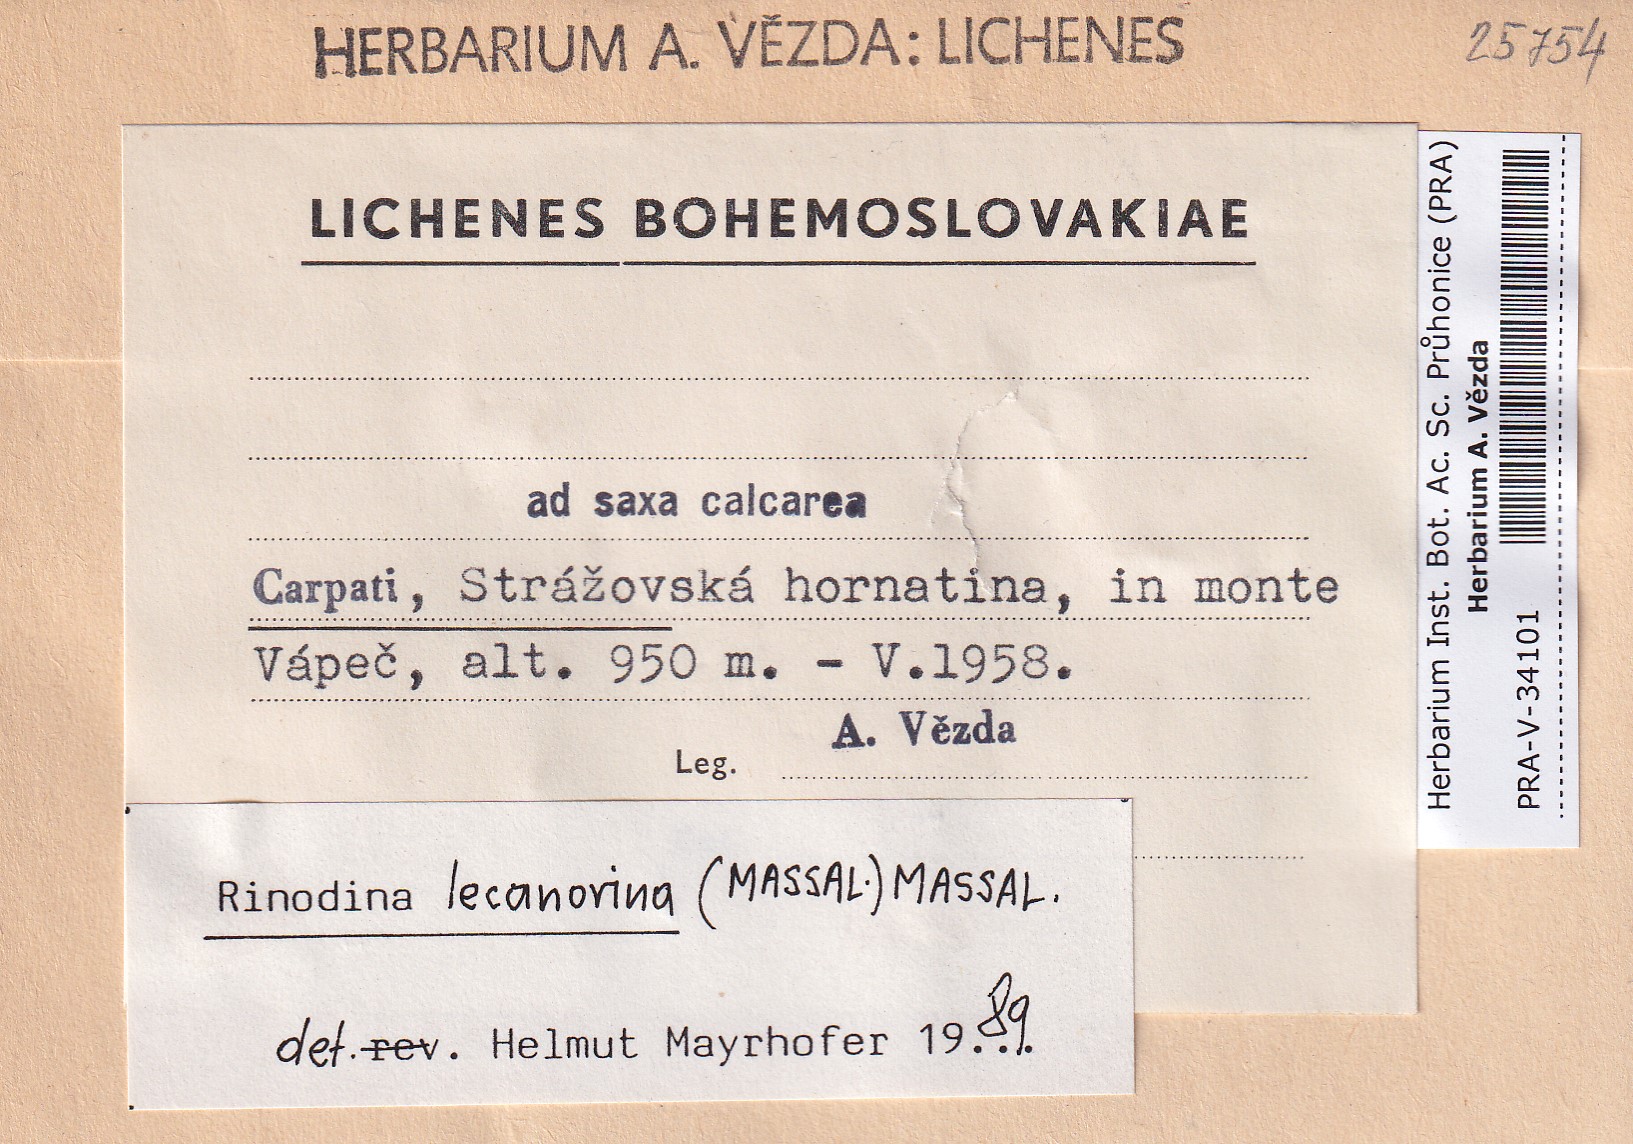 HERBARIUM A. VĚZDA: LICHENES
25754
LICHENES BOHEMOSLOVAKIAE
ad saxa calcarea
Carpati, Strážovská hornatina, in monte
Vápeč, alt. 950 m. - V.1958.
A. Vězda
Leg.
Rinodina lecanorina (MASSAL.) MASSAL.
det. rev. Helmut Mayrhofer 1989
Herbarium Inst. Bot. Ac. Sc. Průhonice (PRA)
Herbarium A. Vězda
PRA-V-34101